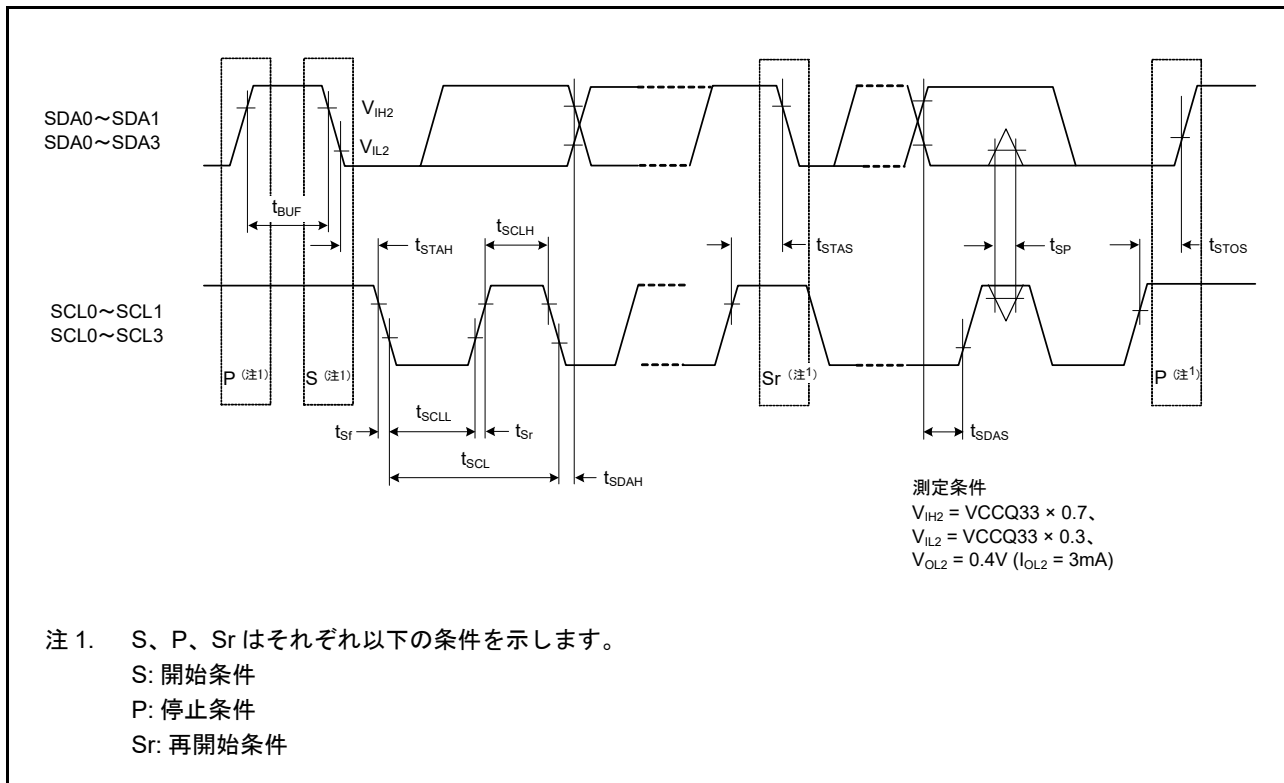 SDA0～SDA1
SDA0～SDA3
VIH2
VIL2
tBUF
tSTAH
tSCLH
tSTAS
tSP
tSTOS
SCL0～SCL1
SCL0～SCL3
P（注1）
S（注1）
Sr（注1）
P（注1）
tSf
tSCLL
tSr
tSCL
tSDAH
tSDAS
測定条件
VIH2 = VCCQ33 × 0.7、
VIL2 = VCCQ33 × 0.3、
VOL2 = 0.4V (IOL2 = 3mA)
注 1. S、P、Sr はそれぞれ以下の条件を示します。
S: 開始条件
P: 停止条件
Sr: 再開始条件